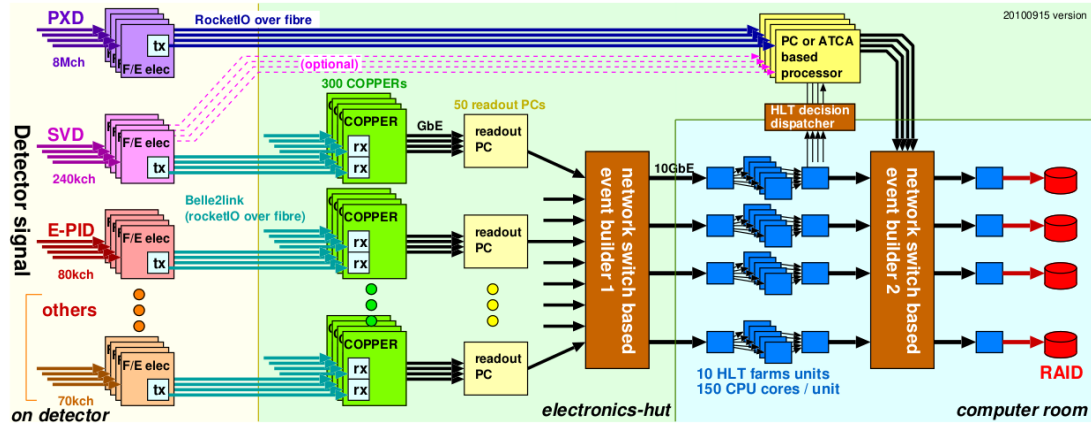 PXD
8Mch
F/E elec
tx
RocketIO over fibre
20100915 version
PC or ATCA
based
processor
(optional)
SVD
240kch
F/E elec
tx
300 COPPERs
COPPER
rx
rx
GbE
50 readout PCs
readout
PC
HLT decision
dispatcher
10GbE
Detector signal
Belle2link
(rocketIO over fibre)
E-PID
80kch
F/E elec
tx
COPPER
rx
rx
readout
PC
network switch based
event builder 1
network switch based
event builder 2
others
70kch
F/E elec
tx
COPPER
rx
rx
readout
PC
10 HLT farms units
150 CPU cores / unit
RAID
on detector
electronics-hut
computer room